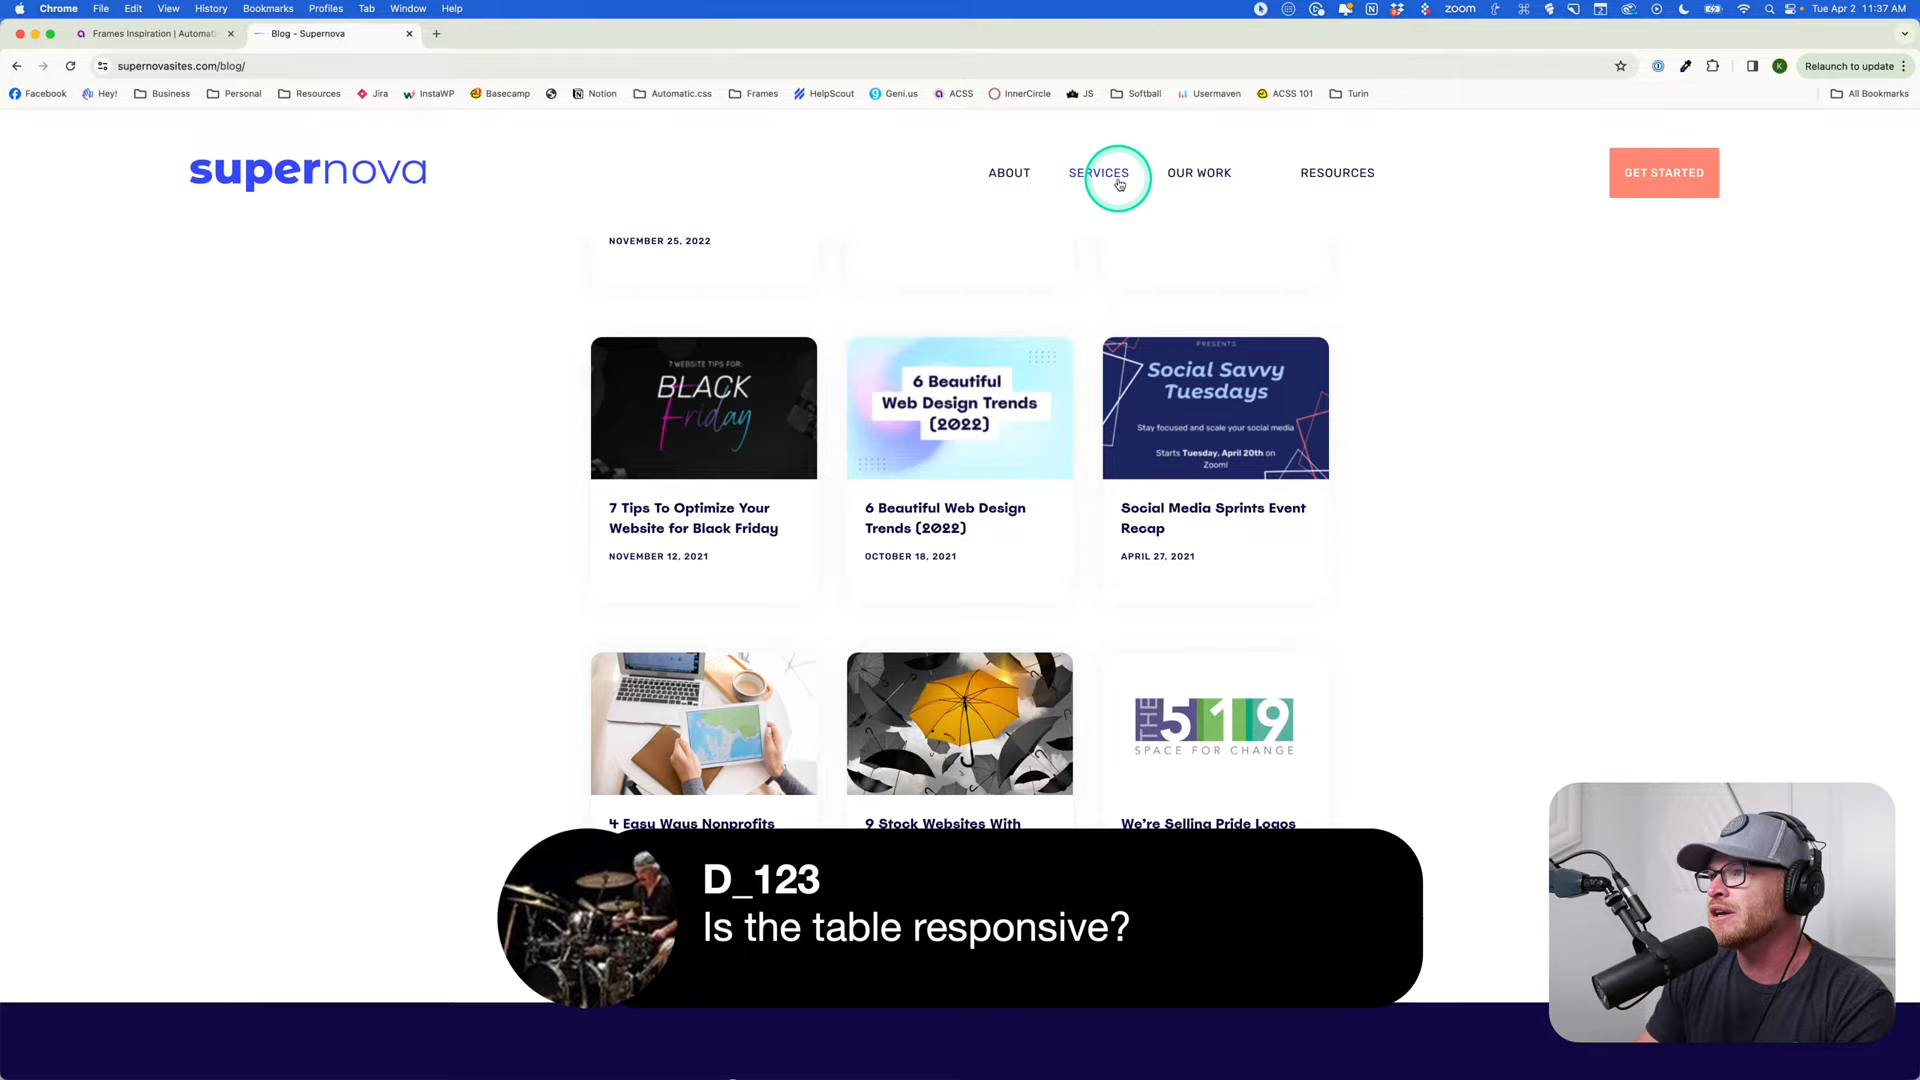 Chrome File Edit View History Bookmarks Profiles Tab Window Help
zoom
Tue Apr 2 11:37 AM
Frames Inspiration | Automat
Blog - Supernova
supernovasites.com/blog/
Relaunch to update
Facebook Hey! Business Personal Resources Jira InstaWP Basecamp Notion Automatic.css Frames HelpScout Geni.us ACSS InnerCircle JS Softball Usermaven ACSS 101 Turin All Bookmarks
supernova
ABOUT SERVICES OUR WORK RESOURCES
GET STARTED
NOVEMBER 25, 2022
7 WEBSITE TIPS FOR:
BLACK
Friday
6 Beautiful
Web Design Trends
(2022)
PRESENTS
Social Savvy
Tuesdays
Stay focused and scale your social media
Starts Tuesday, April 20th on
Zoom!
7 Tips To Optimize Your
Website for Black Friday
NOVEMBER 12, 2021
6 Beautiful Web Design
Trends (2022)
OCTOBER 18, 2021
Social Media Sprints Event
Recap
APRIL 27, 2021
THE 519
SPACE FOR CHANGE
4 Easy Ways Nonprofits
9 Stock Websites With
We're Selling Pride Logos
D_123
Is the table responsive?